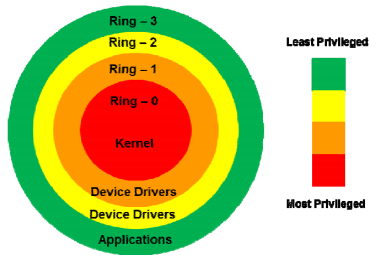 Ring – 3
Ring – 2
Ring – 1
Ring – 0
Kernel
Device Drivers
Device Drivers
Applications
Least Privileged
Most Privileged